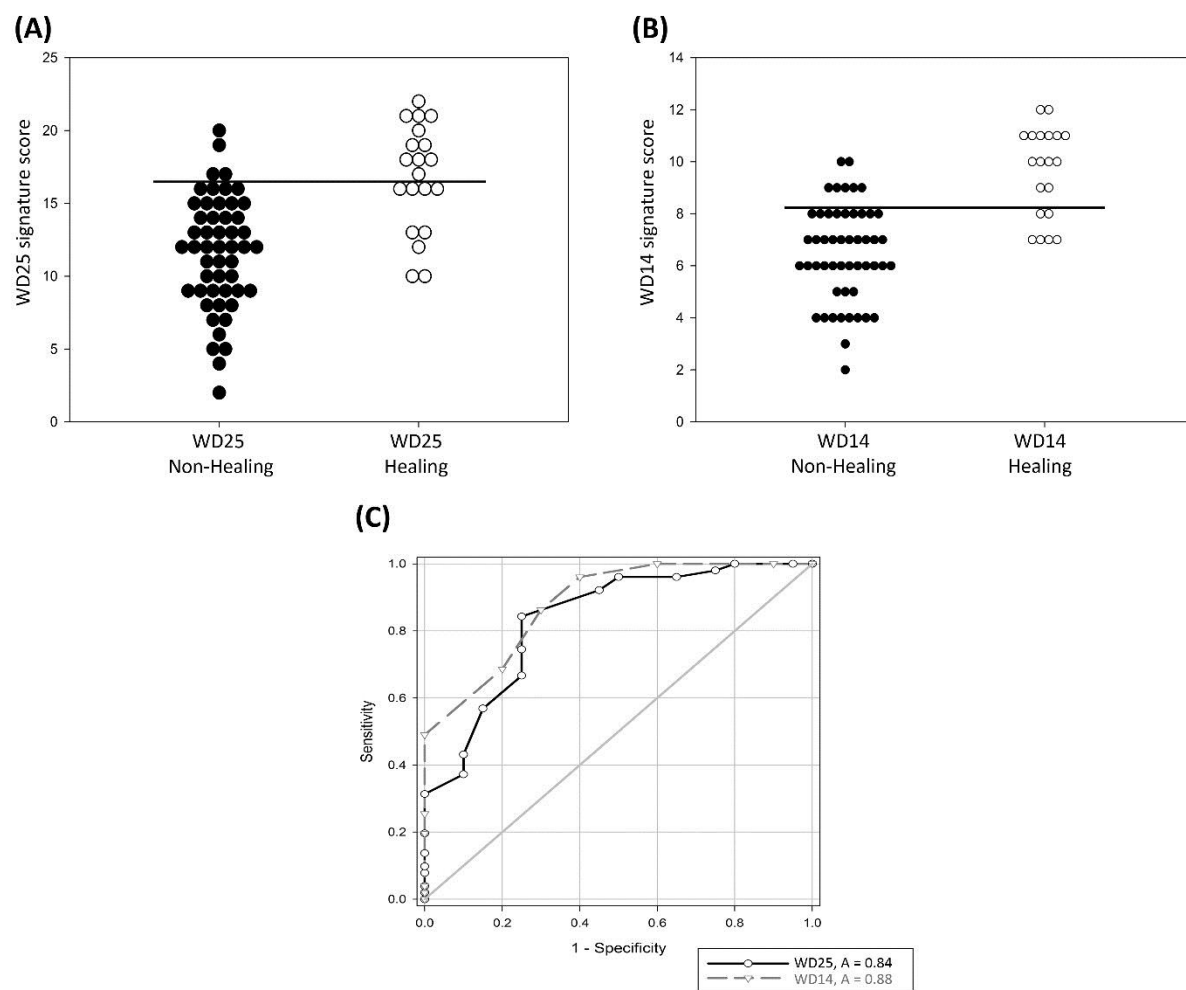 (A)
WD25 signature score
25
20
15
10
5
0
WD25
Non-Healing
WD25
Healing
(B)
WD14 signature score
14
12
10
8
6
4
2
0
WD14
Non-Healing
WD14
Healing
(C)
Sensitivity
1.0
0.8
0.6
0.4
0.2
0.0
0.0 0.2 0.4 0.6 0.8 1.0
1 - Specificity
WD25, A = 0.84
WD14, A = 0.88